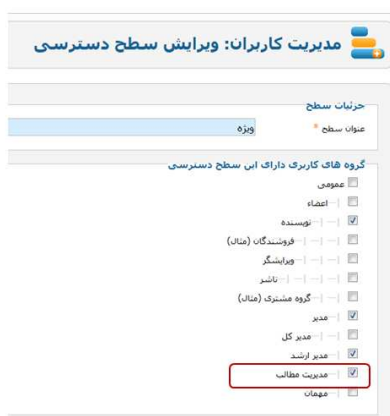 مدیریت کاربران: ویرایش سطح دسترسی
جزئیات سطح
عنوان سطح *
ویژه
گروه های کاربری دارای این سطح دسترسی
عمومی
اعضاء
نویسنده
فروشندگان (مثال)
ویرایشگر
ناشر
گروه مشتری (مثال)
مدیر
مدیر کل
مدیر ارشد
مدیریت مطالب
مهمان